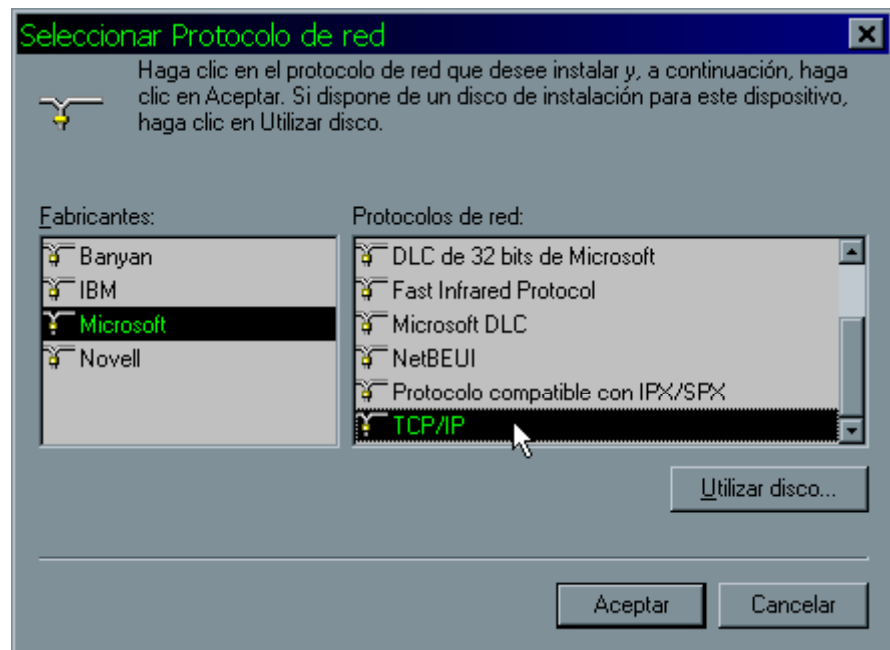 Seleccionar Protocolo de red
Haga clic en el protocolo de red que desee instalar y, a continuación, haga
clic en Aceptar. Si dispone de un disco de instalación para este dispositivo,
haga clic en Utilizar disco.
Fabricantes:
Banyan
IBM
Microsoft
Novell
Protocolos de red:
DLC de 32 bits de Microsoft
Fast Infrared Protocol
Microsoft DLC
NetBEUI
Protocolo compatible con IPX/SPX
TCP/IP
Utilizar disco...
Aceptar
Cancelar